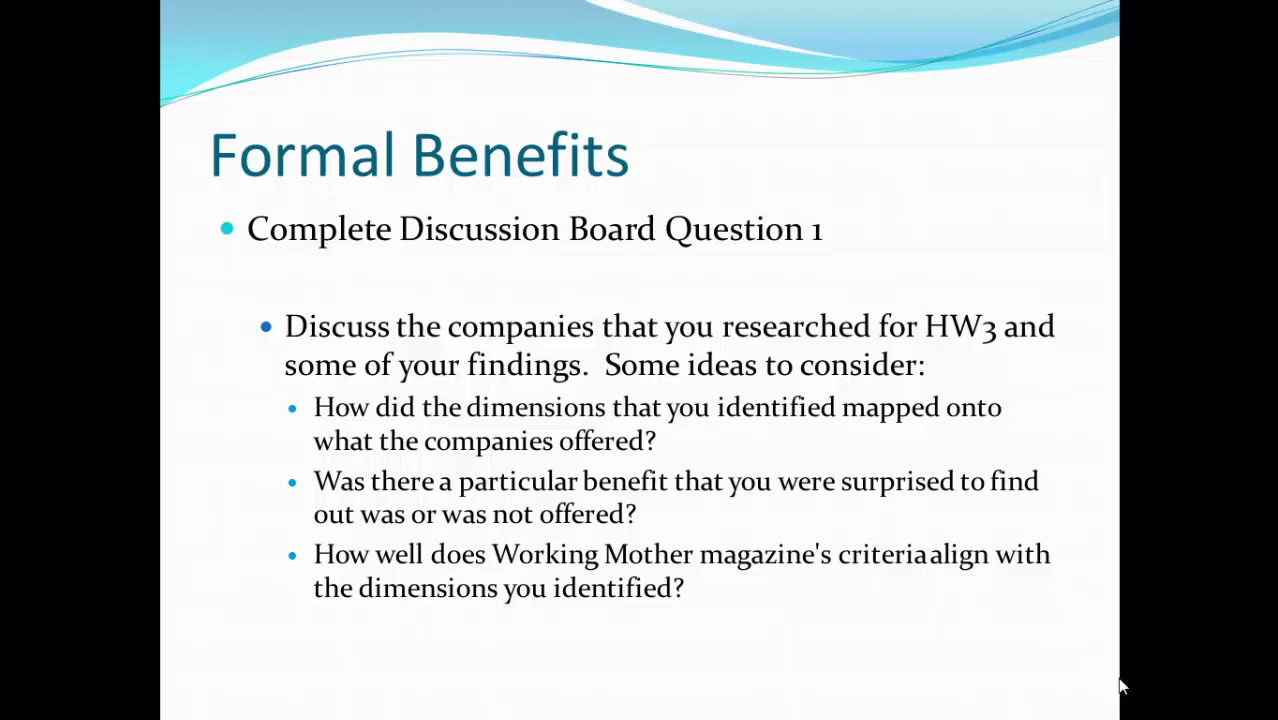 Formal Benefits
Complete Discussion Board Question 1
Discuss the companies that you researched for HW3 and
some of your findings.  Some ideas to consider:
How did the dimensions that you identified mapped onto
what the companies offered?
Was there a particular benefit that you were surprised to find
out was or was not offered?
How well does Working Mother magazine's criteria align with
the dimensions you identified?